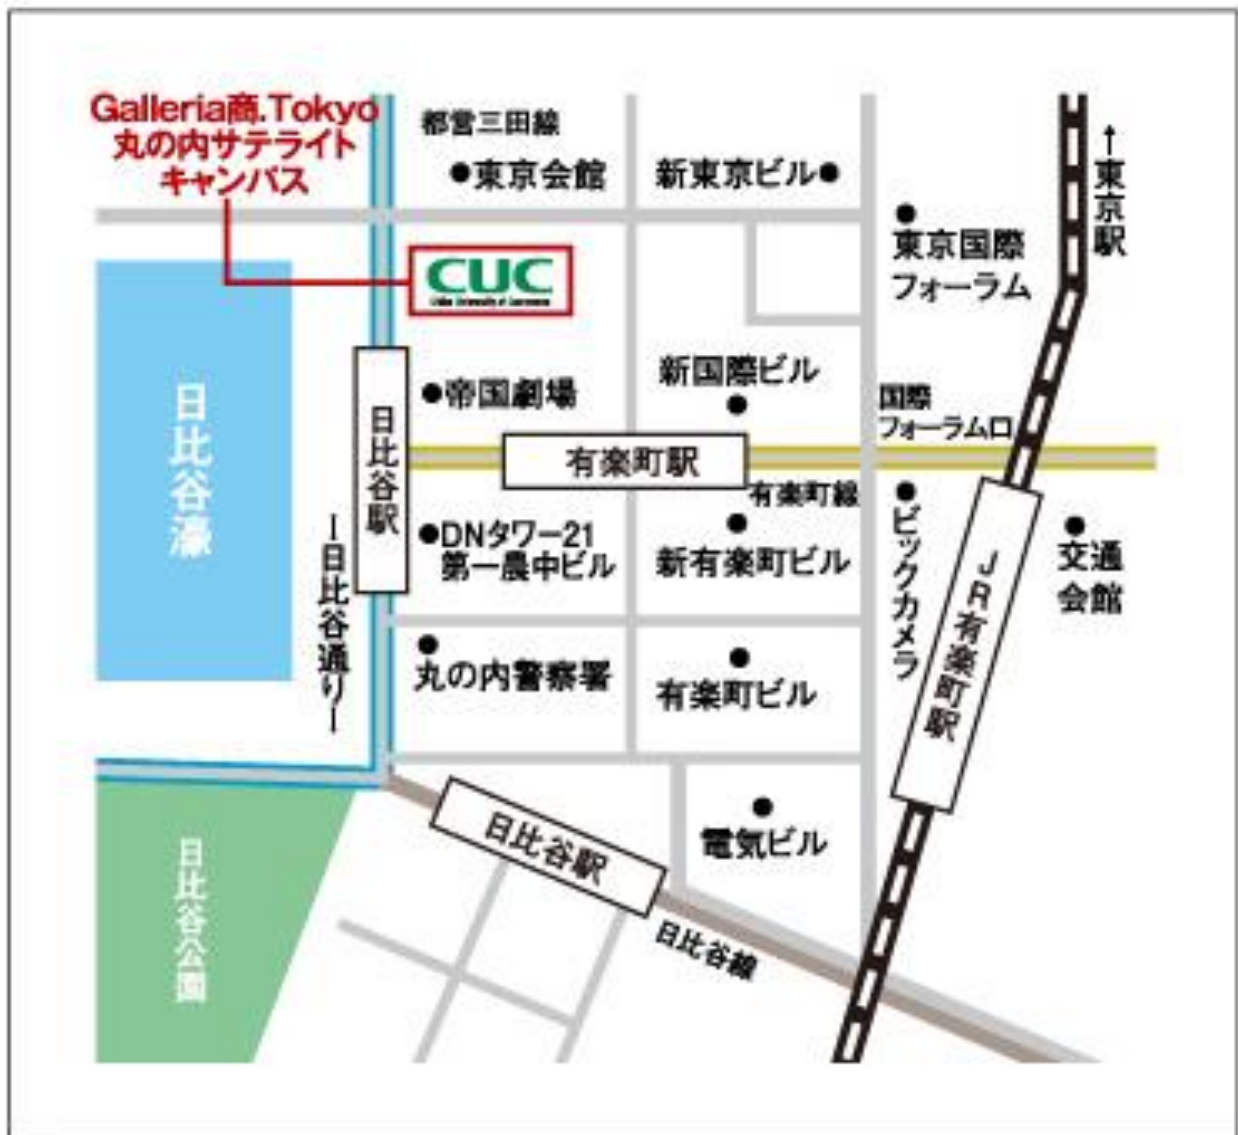 Galleria商.Tokyo
丸の内サテライト
キャンパス
都営三田線
東京会館
新東京ビル
←東京駅
東京国際
フォーラム
CUC
日比谷濠
日比谷駅
帝国劇場
新国際ビル
国際
フォーラム口
有楽町駅
有楽町線
ー日比谷通りー
DNタワー21
第一農中ビル
新有楽町ビル
ビックカメラ
JR有楽町駅
交通
会館
丸の内警察署
有楽町ビル
日比谷公園
日比谷駅
電気ビル
日比谷線